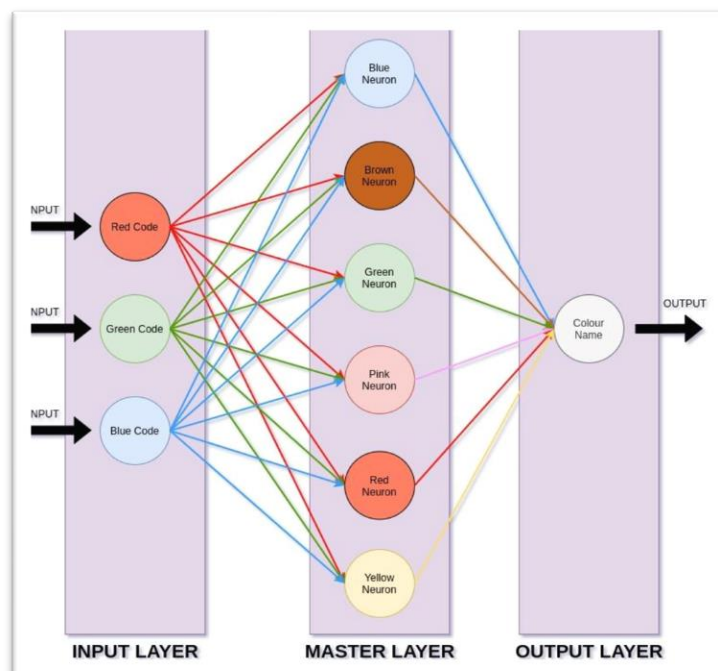 Blue
Neuron
Brown
Neuron
NPUT
Red Code
Green
Neuron
NPUT
Green Code
Colour
Name
OUTPUT
Pink
Neuron
NPUT
Blue Code
Red
Neuron
Yellow
Neuron
INPUT LAYER
MASTER LAYER
OUTPUT LAYER